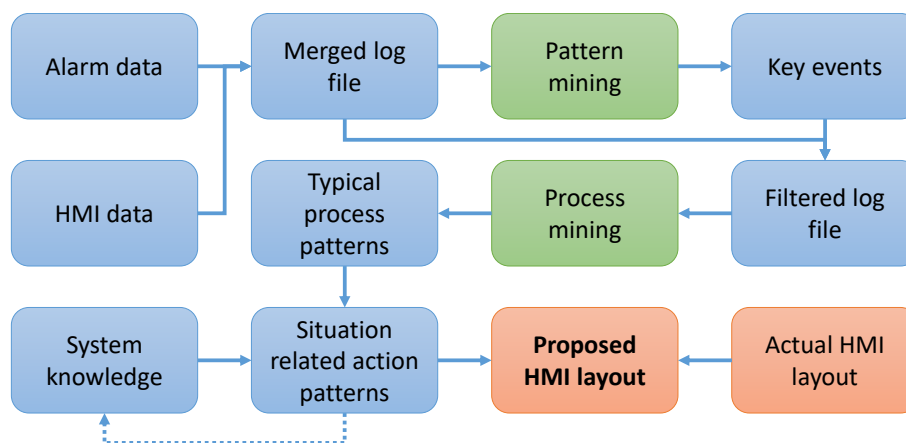 Alarm data
Merged log
file
Pattern
mining
Key events
HMI data
Typical
process
patterns
Process
mining
Filtered log
file
System
knowledge
Situation
related action
patterns
Proposed
HMI layout
Actual HMI
layout